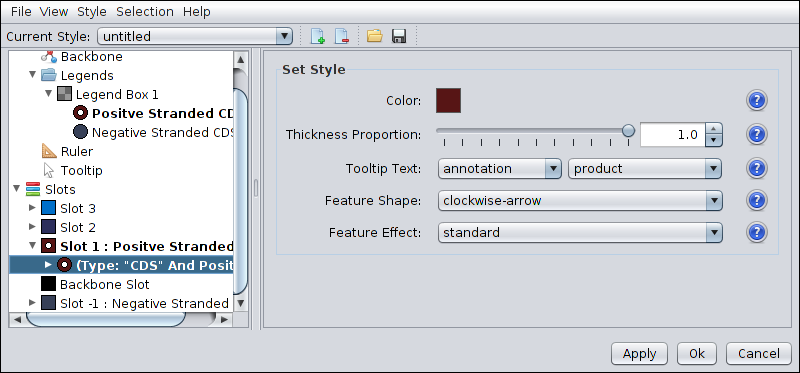 File View Style Selection Help
Current Style: untitled
Backbone
Legends
Legend Box 1
Positve Stranded CD
Negative Stranded CDS
Ruler
Tooltip
Slots
Slot 3
Slot 2
Slot 1 : Positve Stranded
(Type: "CDS" And Posit
Backbone Slot
Slot -1 : Negative Stranded
Set Style
Color:
Thickness Proportion: 1.0
Tooltip Text: annotation product
Feature Shape: clockwise-arrow
Feature Effect: standard
Apply Ok Cancel